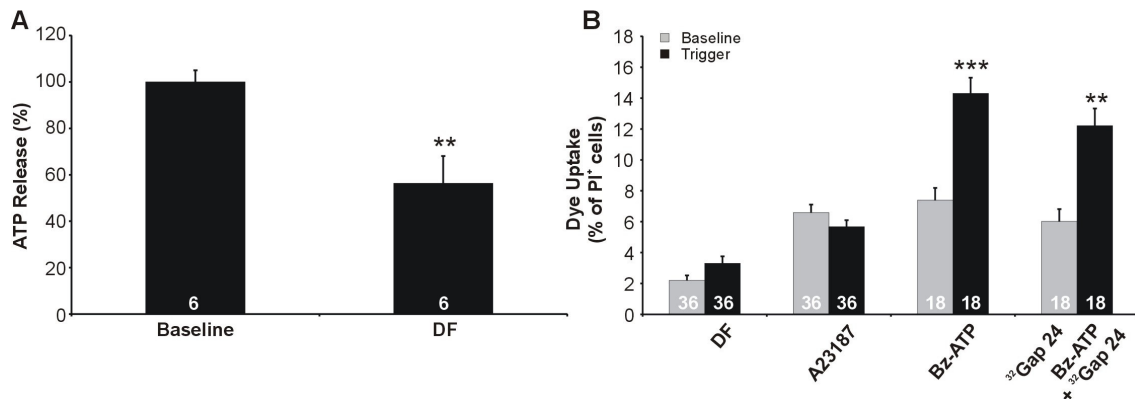 A
ATP Release (%)
120
100
80
60
40
20
0
**
6
6
Baseline
DF
B
Dye Uptake
(% of PI⁺ cells)
18
16
14
12
10
8
6
4
2
0
Baseline
Trigger
***
**
36
36
36
36
18
18
18
18
DF
A23187
Bz-ATP
³²Gap 24
Bz-ATP
+ ³²Gap 24